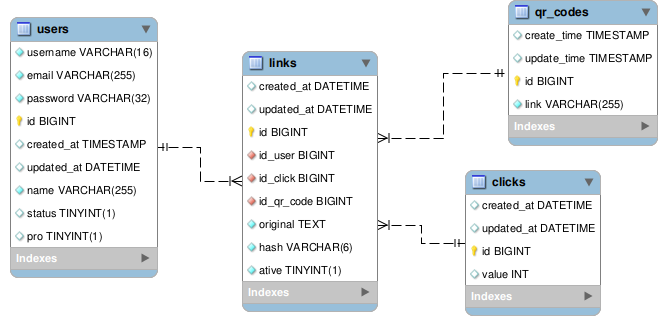 users
username VARCHAR(16)
email VARCHAR(255)
password VARCHAR(32)
id BIGINT
created_at TIMESTAMP
updated_at DATETIME
name VARCHAR(255)
status TINYINT(1)
pro TINYINT(1)
Indexes
links
created_at DATETIME
updated_at DATETIME
id BIGINT
id_user BIGINT
id_click BIGINT
id_qr_code BIGINT
original TEXT
hash VARCHAR(6)
ative TINYINT(1)
Indexes
qr_codes
create_time TIMESTAMP
update_time TIMESTAMP
id BIGINT
link VARCHAR(255)
Indexes
clicks
created_at DATETIME
updated_at DATETIME
id BIGINT
value INT
Indexes